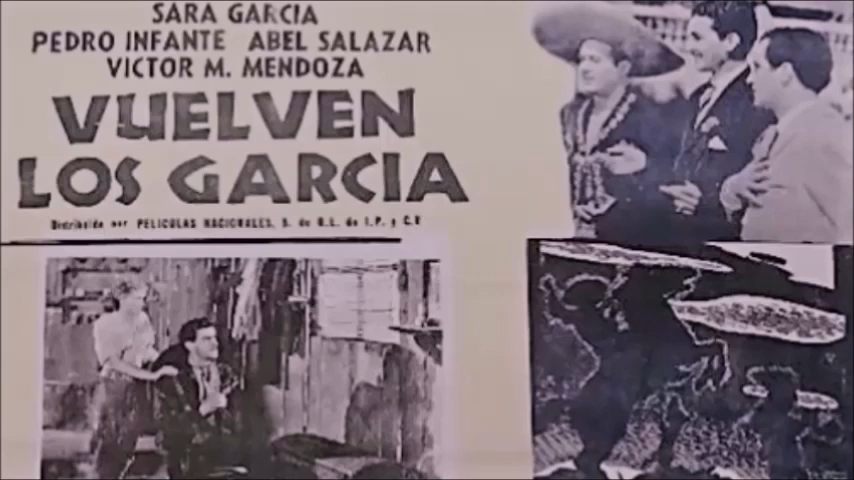 SARA GARCIA
PEDRO INFANTE ABEL SALAZAR
VICTOR M. MENDOZA
VUELVEN
LOS GARCIA
Distribuida por PELICULAS NACIONALES, S. de R.L. de I.P. y C.V